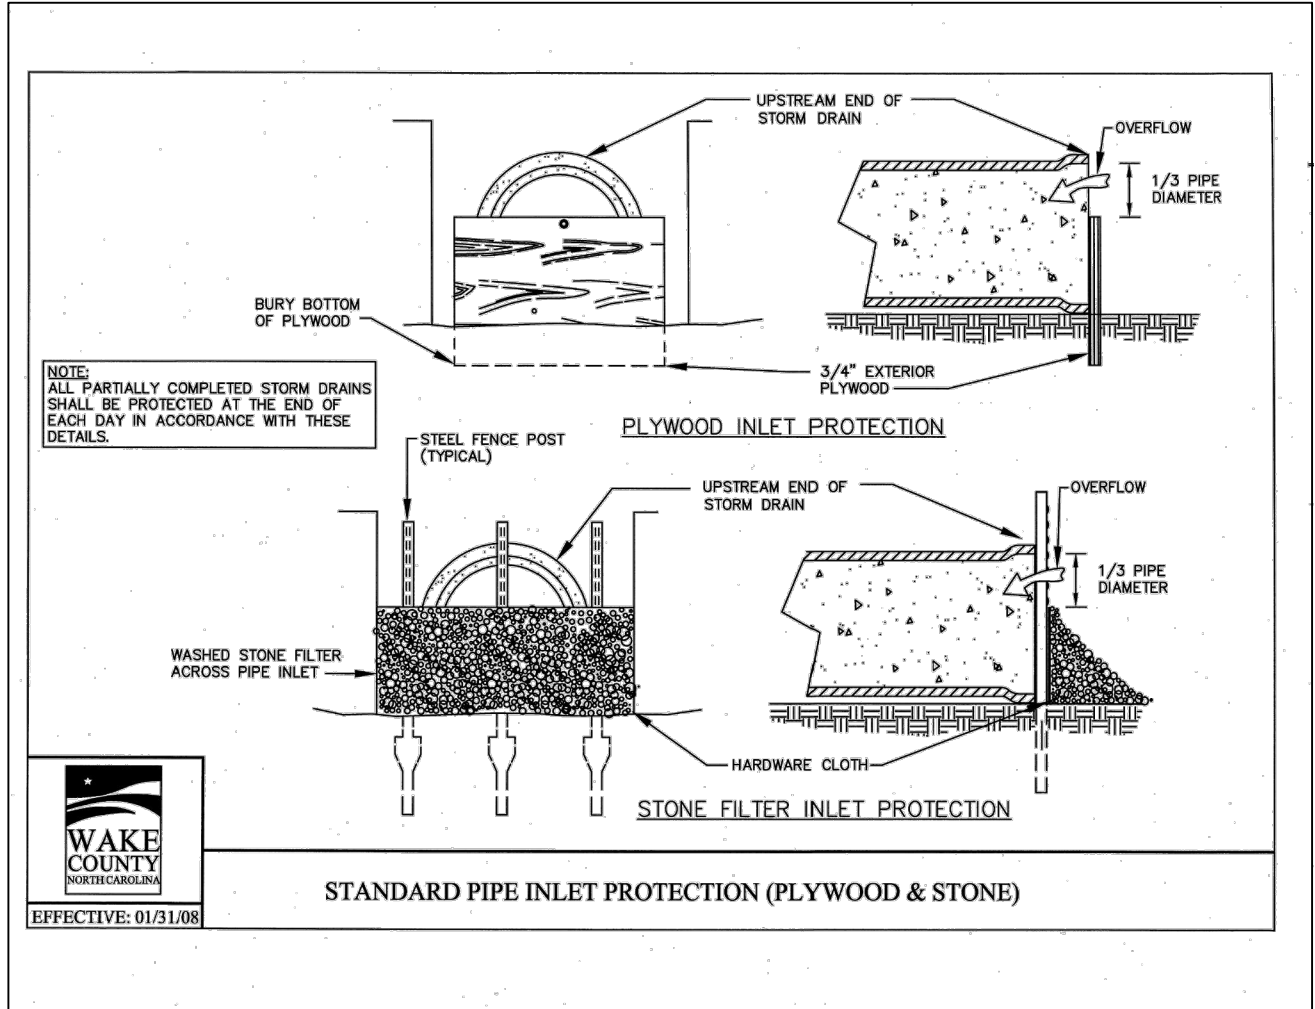 UPSTREAM END OF
STORM DRAIN
OVERFLOW
1/3 PIPE
DIAMETER
BURY BOTTOM
OF PLYWOOD
3/4" EXTERIOR
PLYWOOD
NOTE:
ALL PARTIALLY COMPLETED STORM DRAINS
SHALL BE PROTECTED AT THE END OF
EACH DAY IN ACCORDANCE WITH THESE
DETAILS.
PLYWOOD INLET PROTECTION
STEEL FENCE POST
(TYPICAL)
UPSTREAM END OF
STORM DRAIN
OVERFLOW
1/3 PIPE
DIAMETER
WASHED STONE FILTER
ACROSS PIPE INLET
HARDWARE CLOTH
STONE FILTER INLET PROTECTION
WAKE
COUNTY
NORTH CAROLINA
EFFECTIVE: 01/31/08
STANDARD PIPE INLET PROTECTION (PLYWOOD & STONE)